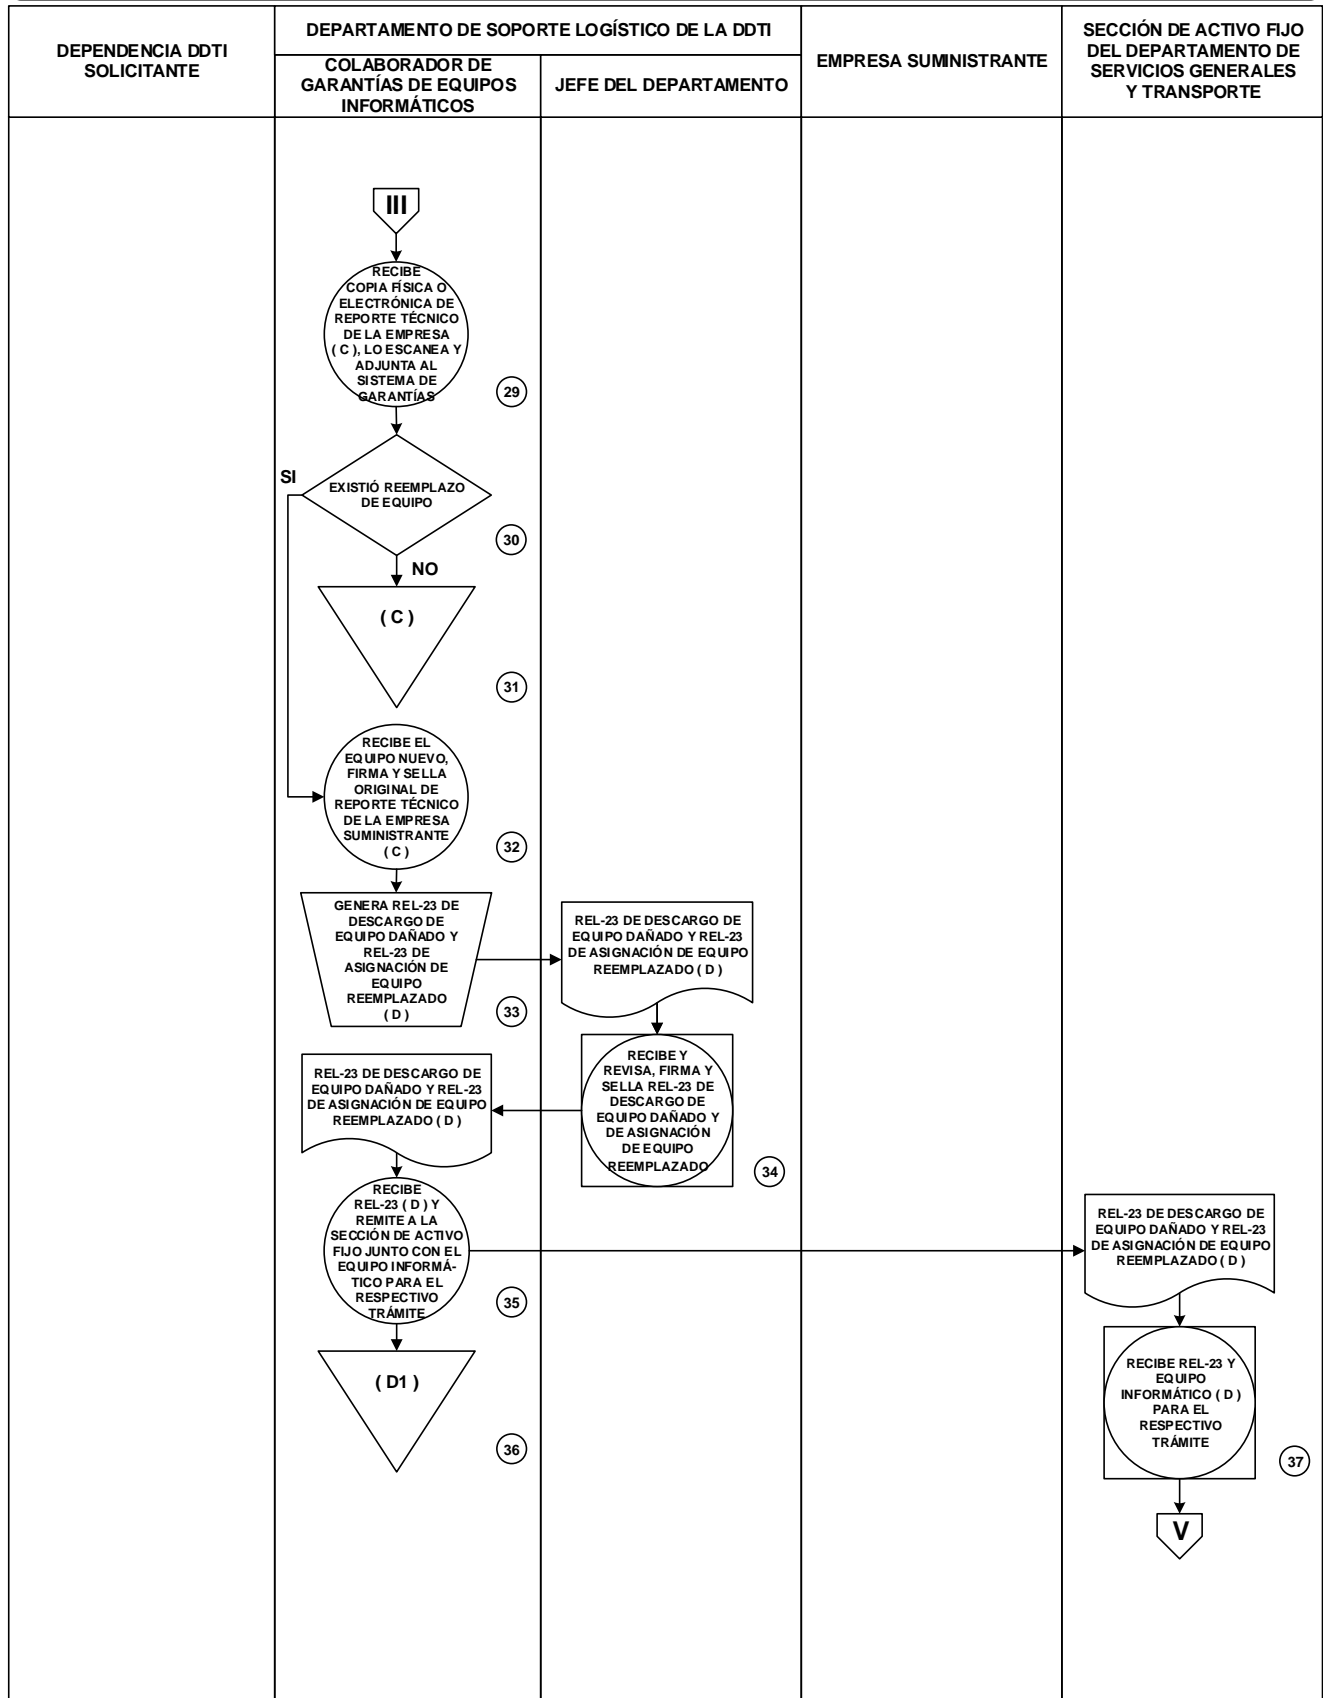 DEPENDENCIA DDTI
SOLICITANTE
DEPARTAMENTO DE SOPORTE LOGÍSTICO DE LA DDTI
COLABORADOR DE
GARANTÍAS DE EQUIPOS
INFORMÁTICOS
JEFE DEL DEPARTAMENTO
EMPRESA SUMINISTRANTE
SECCIÓN DE ACTIVO FIJO
DEL DEPARTAMENTO DE
SERVICIOS GENERALES
Y TRANSPORTE
III
RECIBE
COPIA FÍSICA O
ELECTRÓNICA DE
REPORTE TÉCNICO
DE LA EMPRESA
( C ), LO ESCANEA Y
ADJUNTA AL
SISTEMA DE
GARANTÍAS
29
SI
EXISTIÓ REEMPLAZO
DE EQUIPO
30
NO
( C )
31
RECIBE EL
EQUIPO NUEVO,
FIRMA Y SELLA
ORIGINAL DE
REPORTE TÉCNICO
DE LA EMPRESA
SUMINISTRANTE
( C )
32
GENERA REL-23 DE
DESCARGO DE
EQUIPO DAÑADO Y
REL-23 DE
ASIGNACIÓN DE
EQUIPO
REEMPLAZADO
( D )
33
REL-23 DE DESCARGO DE
EQUIPO DAÑADO Y REL-23
DE ASIGNACIÓN DE EQUIPO
REEMPLAZADO ( D )
RECIBE Y
REVISA, FIRMA Y
SELLA REL-23 DE
DESCARGO DE
EQUIPO DAÑADO Y
DE ASIGNACIÓN
DE EQUIPO
REEMPLAZADO
34
REL-23 DE DESCARGO DE
EQUIPO DAÑADO Y REL-23
DE ASIGNACIÓN DE EQUIPO
REEMPLAZADO ( D )
RECIBE
REL-23 ( D ) Y
REMITE A LA
SECCIÓN DE ACTIVO
FIJO JUNTO CON EL
EQUIPO INFORMÁ-
TICO PARA EL
RESPECTIVO
TRÁMITE
35
( D1 )
36
REL-23 DE DESCARGO DE
EQUIPO DAÑADO Y REL-23
DE ASIGNACIÓN DE EQUIPO
REEMPLAZADO ( D )
RECIBE REL-23 Y
EQUIPO
INFORMÁTICO ( D )
PARA EL
RESPECTIVO
TRÁMITE
37
V